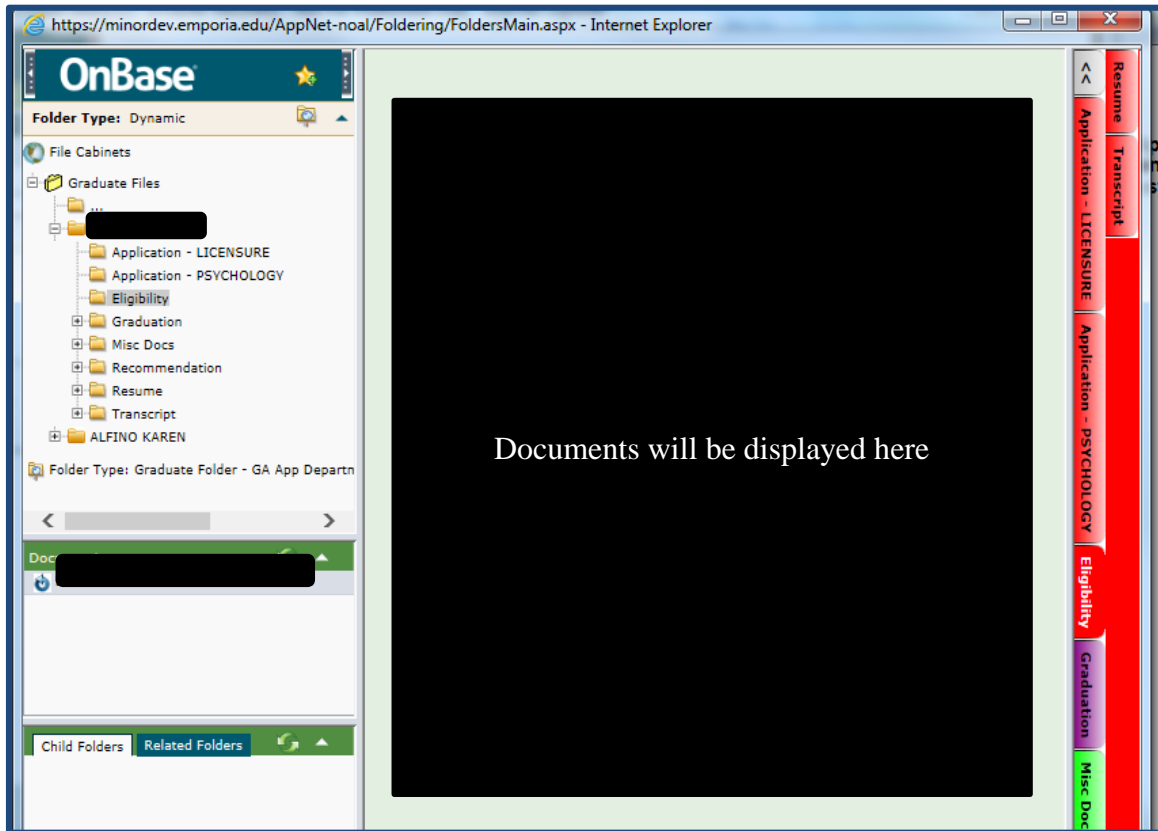 https://minordev.emporia.edu/AppNet-noal/Foldering/FoldersMain.aspx - Internet Explorer
OnBase
Folder Type: Dynamic
File Cabinets
Graduate Files
...
Application - LICENSURE
Application - PSYCHOLOGY
Eligibility
Graduation
Misc Docs
Recommendation
Resume
Transcript
ALFINO KAREN
Folder Type: Graduate Folder - GA App Departn
Doc
Child Folders Related Folders
Documents will be displayed here
<<
Application - LICENSURE
Application - PSYCHOLOGY
Eligibility
Graduation
Misc Doc
Resume
Transcript